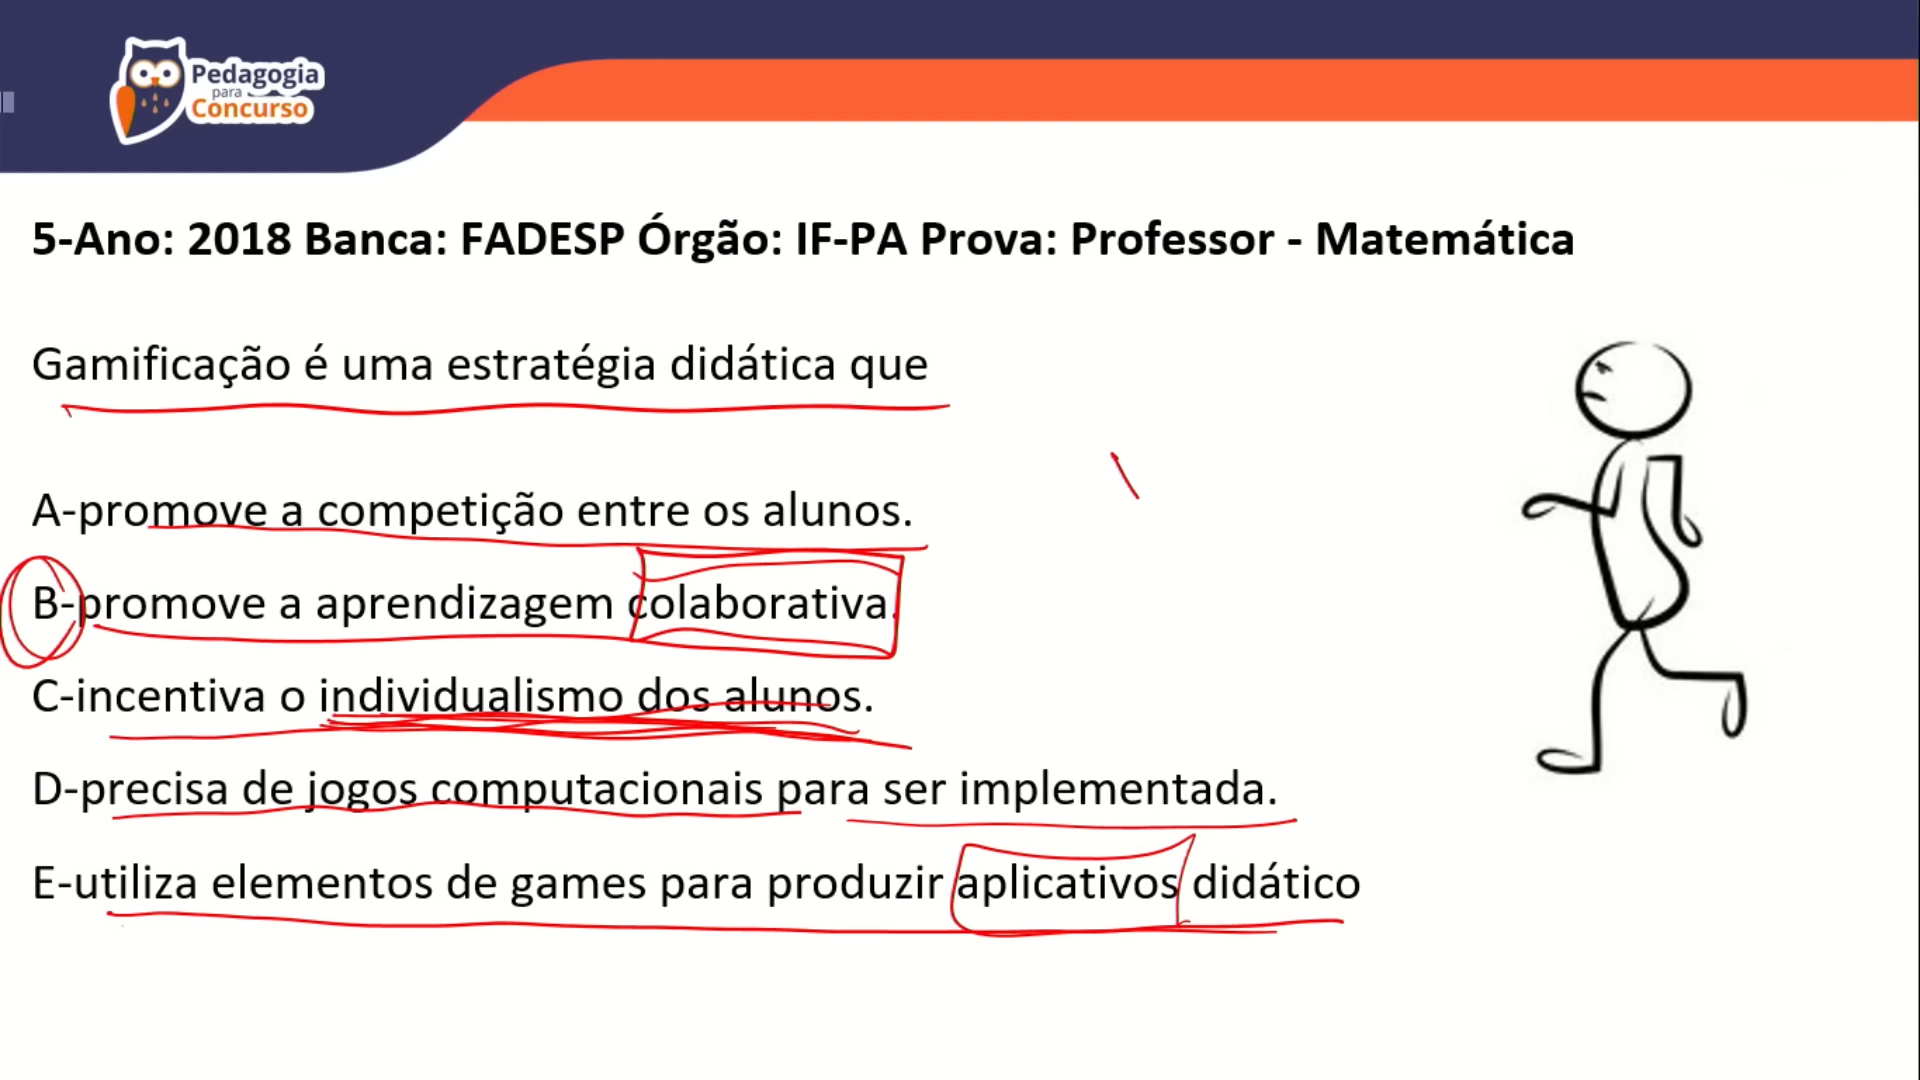 Pedagogia
para
Concurso
5-Ano: 2018 Banca: FADESP Órgão: IF-PA Prova: Professor - Matemática
Gamificação é uma estratégia didática que
A-promove a competição entre os alunos.
B-promove a aprendizagem colaborativa.
C-incentiva o individualismo dos alunos.
D-precisa de jogos computacionais para ser implementada.
E-utiliza elementos de games para produzir aplicativos didático